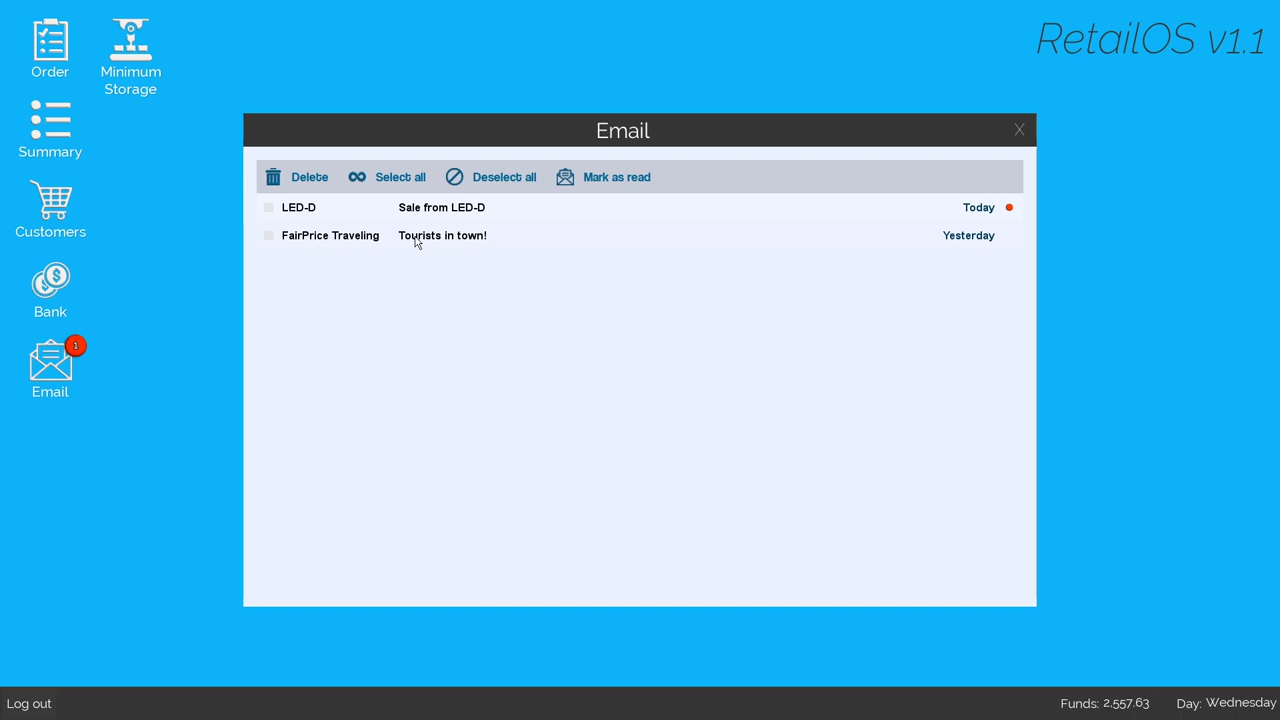 RetailOS v1.1
Order
Minimum
Storage
Summary
Customers
Bank
1
Email
Email
X
Delete
Select all
Deselect all
Mark as read
LED-D
Sale from LED-D
Today
FairPrice Traveling
Tourists in town!
Yesterday
Log out
Funds: 2,557.63
Day: Wednesday